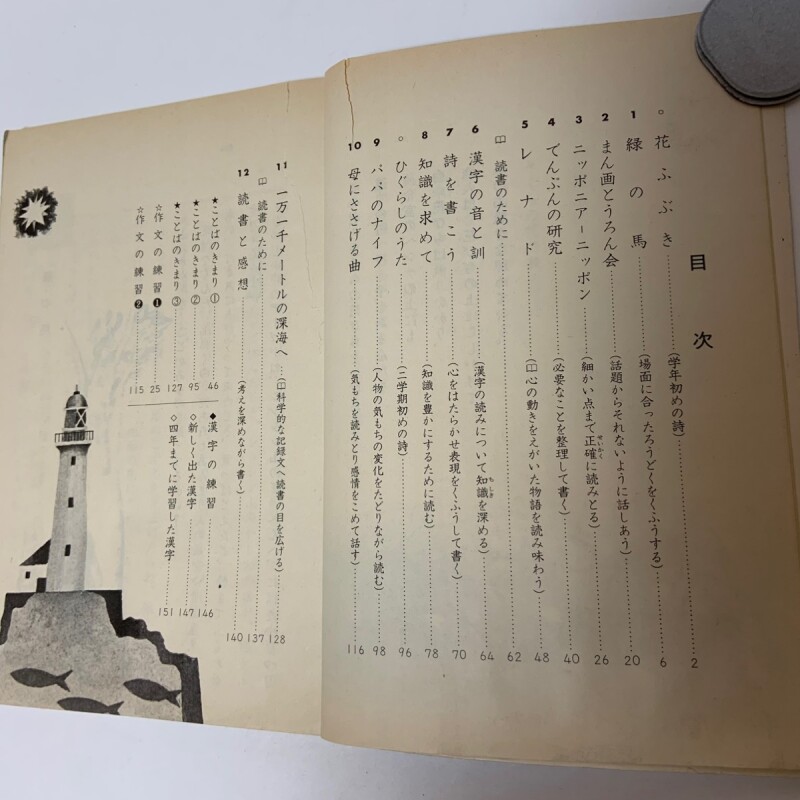 目次
○花ふぶき……(学年初めの詩)……2
1 緑の馬……(場面に合ったろうどくをくふうする)……6
2 まん画とうろん会……(話題からそれないように話しあう)……20
3 ニッポニア-ニッポン……(細かい点まで正確に読みとる)……26
4 でんぷんの研究……(必要なことを整理して書く)……40
5 レナド……(心の動きをえがいた物語を読み味わう)……48
読書のために……62
6 漢字の音と訓……(漢字の読みについて知識を深める)……64
7 詩を書こう……(心をはたらかせ表現をくふうして書く)……70
8 知識を求めて……(知識を豊かにするために読む)……78
○ひぐらしのうた……(二学期初めの詩)……96
9 パパのナイフ……(人物の気もちの変化をたどりながら読む)……98
10 母にささげる曲……(気もちを読みとり感情をこめて話す)……116
11 一万一千メートルの深海へ……(科学的な記録文へ読書の目を広げる)……128
読書のために……137
12 読書と感想……(考えを深めながら書く)……140
★ことばのきまり①……46
★ことばのきまり②……95
★ことばのきまり③……127
☆作文の練習❶……25
☆作文の練習❷……115
◆漢字の練習……146
◇新しく出た漢字……147
◇四年までに学習した漢字……151